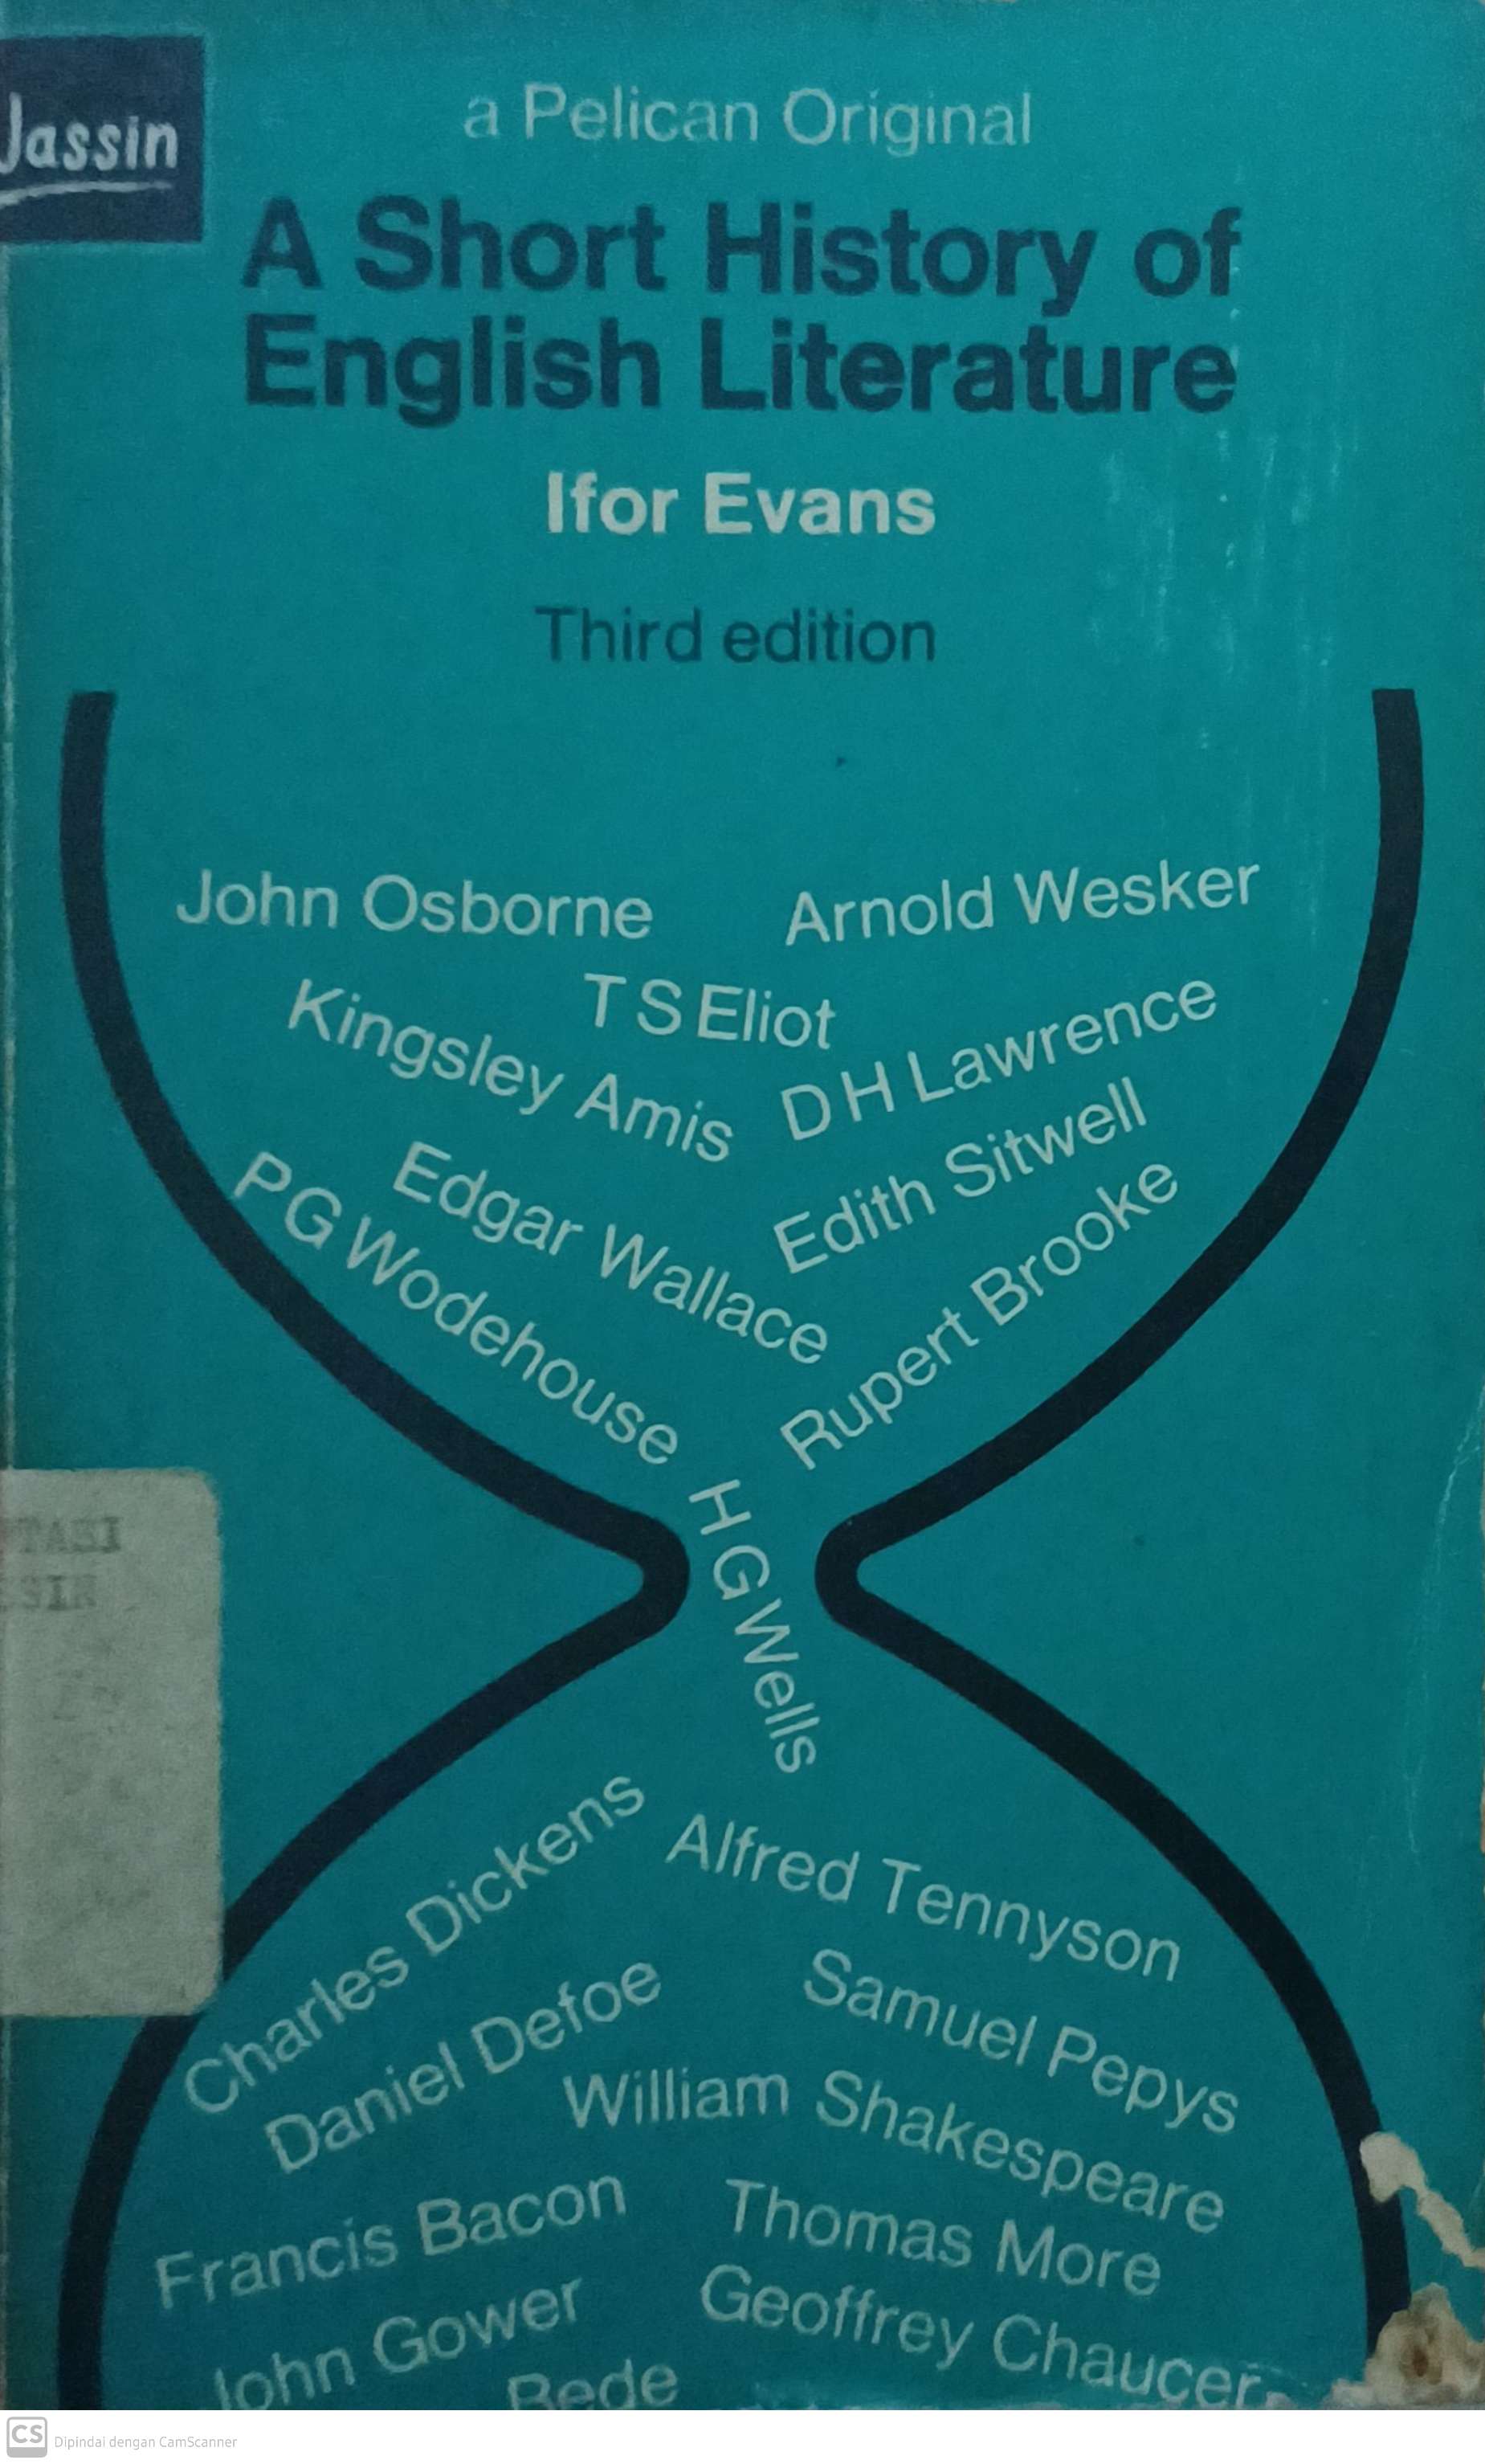 Jassin
a Pelican Original
A Short History of
English Literature
Ifor Evans
Third edition
John Osborne
Arnold Wesker
T S Eliot
Kingsley Amis
D H Lawrence
Edgar Wallace
Edith Sitwell
P G Wodehouse
Rupert Brooke
H G Wells
Charles Dickens
Alfred Tennyson
Daniel Defoe
Samuel Pepys
William Shakespeare
Francis Bacon
Thomas More
John Gower
Geoffrey Chaucer
Bede
CS Dipindai dengan CamScanner